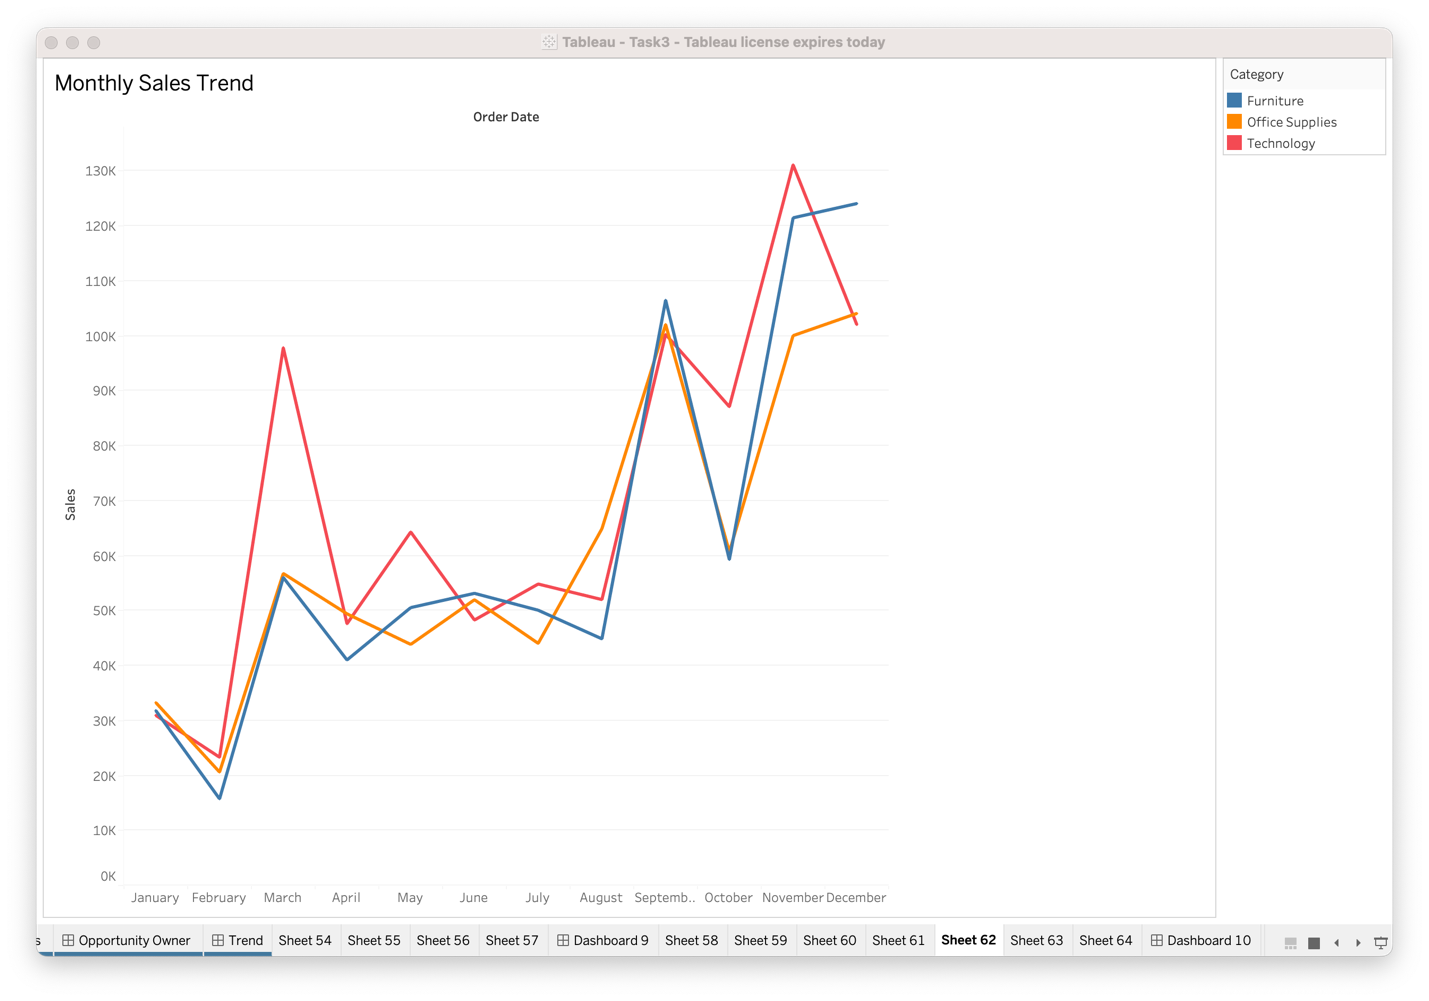 Tableau - Task3 - Tableau license expires today
Monthly Sales Trend
Order Date
Category
Furniture
Office Supplies
Technology
130K
120K
110K
100K
90K
80K
70K
60K
50K
40K
30K
20K
10K
0K
Sales
January February March April May June July August Septemb.. October November December
s Opportunity Owner Trend Sheet 54 Sheet 55 Sheet 56 Sheet 57 Dashboard 9 Sheet 58 Sheet 59 Sheet 60 Sheet 61 Sheet 62 Sheet 63 Sheet 64 Dashboard 10